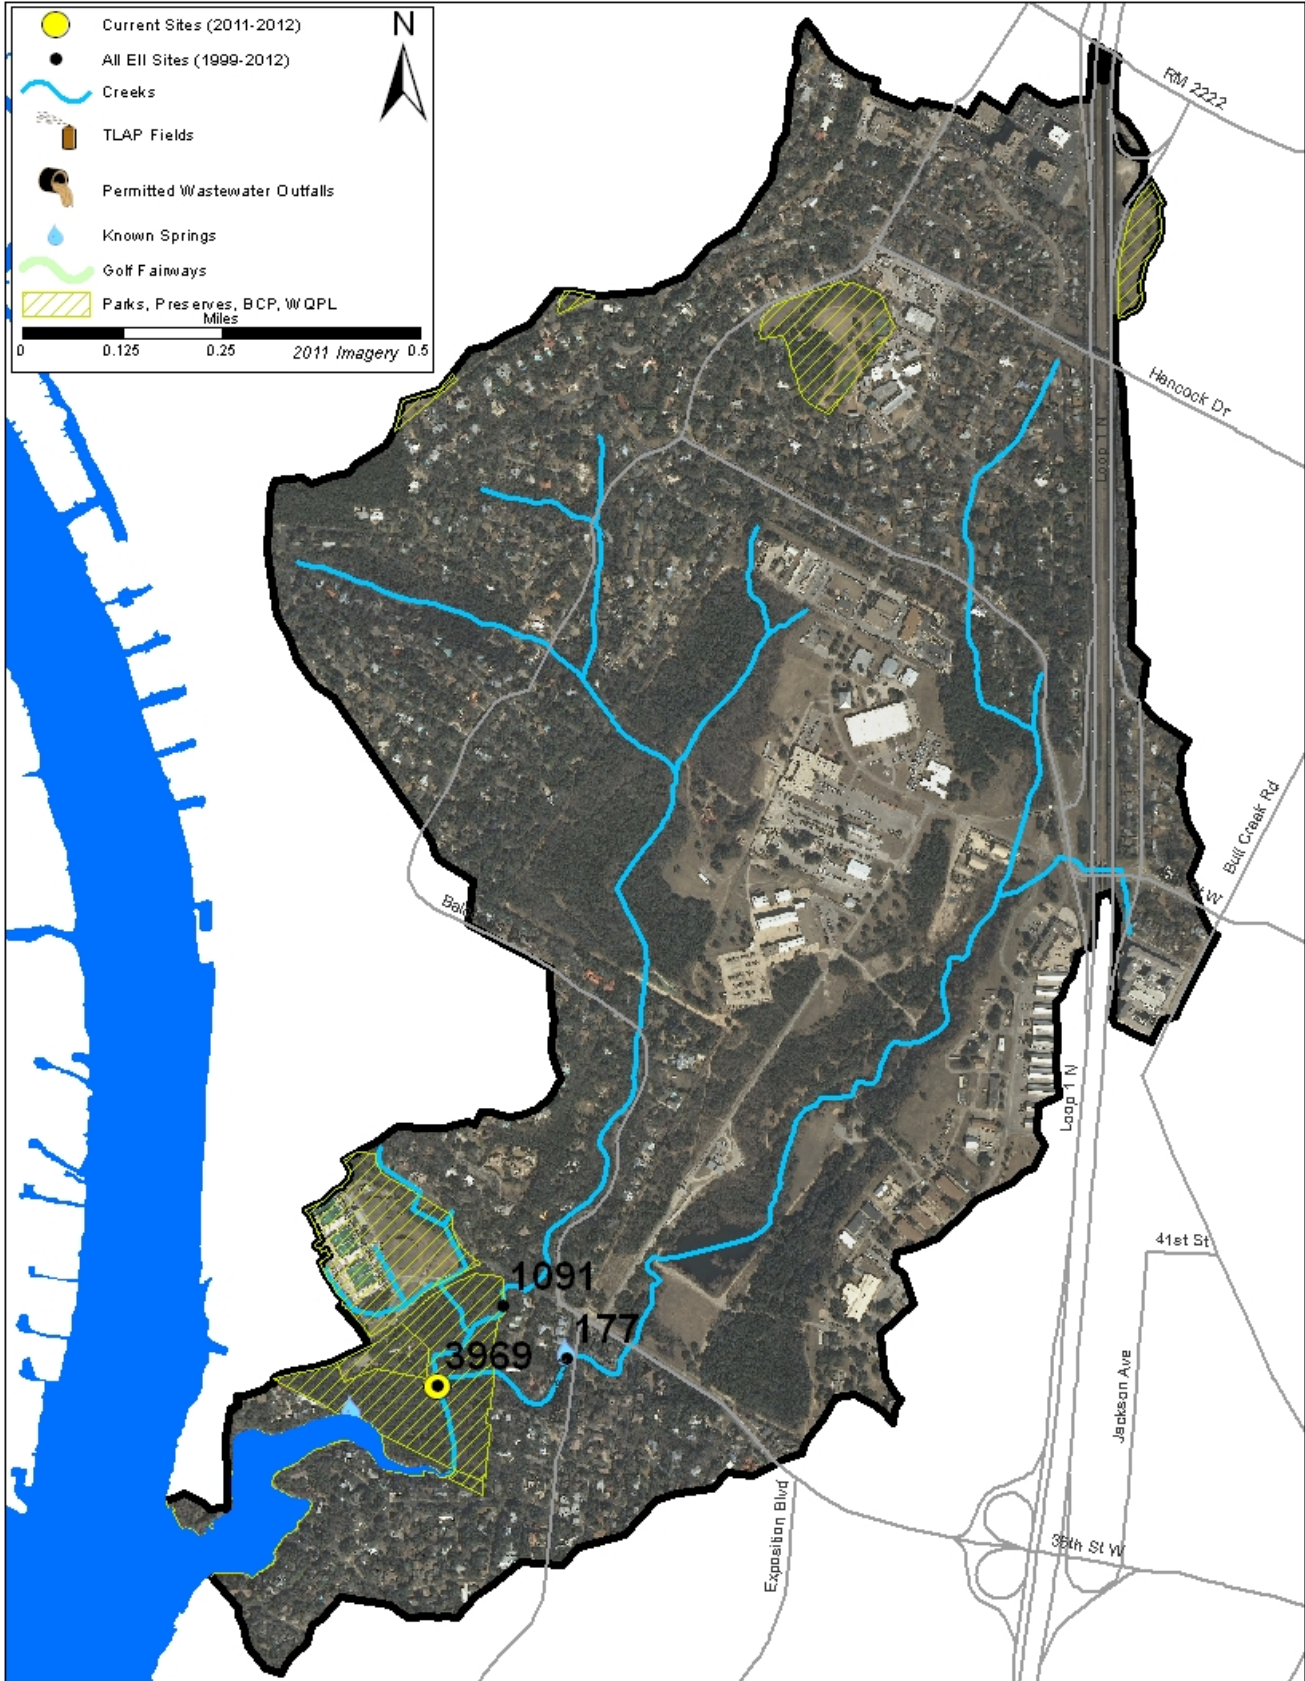 Current Sites (2011-2012)
N
All EII Sites (1999-2012)
Creeks
TLAP Fields
Permitted Wastewater Outfalls
Known Springs
Golf Fairways
Parks, Preserves, BCP, WQPL
Miles
0 0.125 0.25 2011 Imagery 0.5
RM 2222
Hancock Dr
Loop 1 N
Bull Creek Rd
W
Loop 1 N
41st St
1091
177
3969
Jackson Ave
Exposition Blvd
35th St W